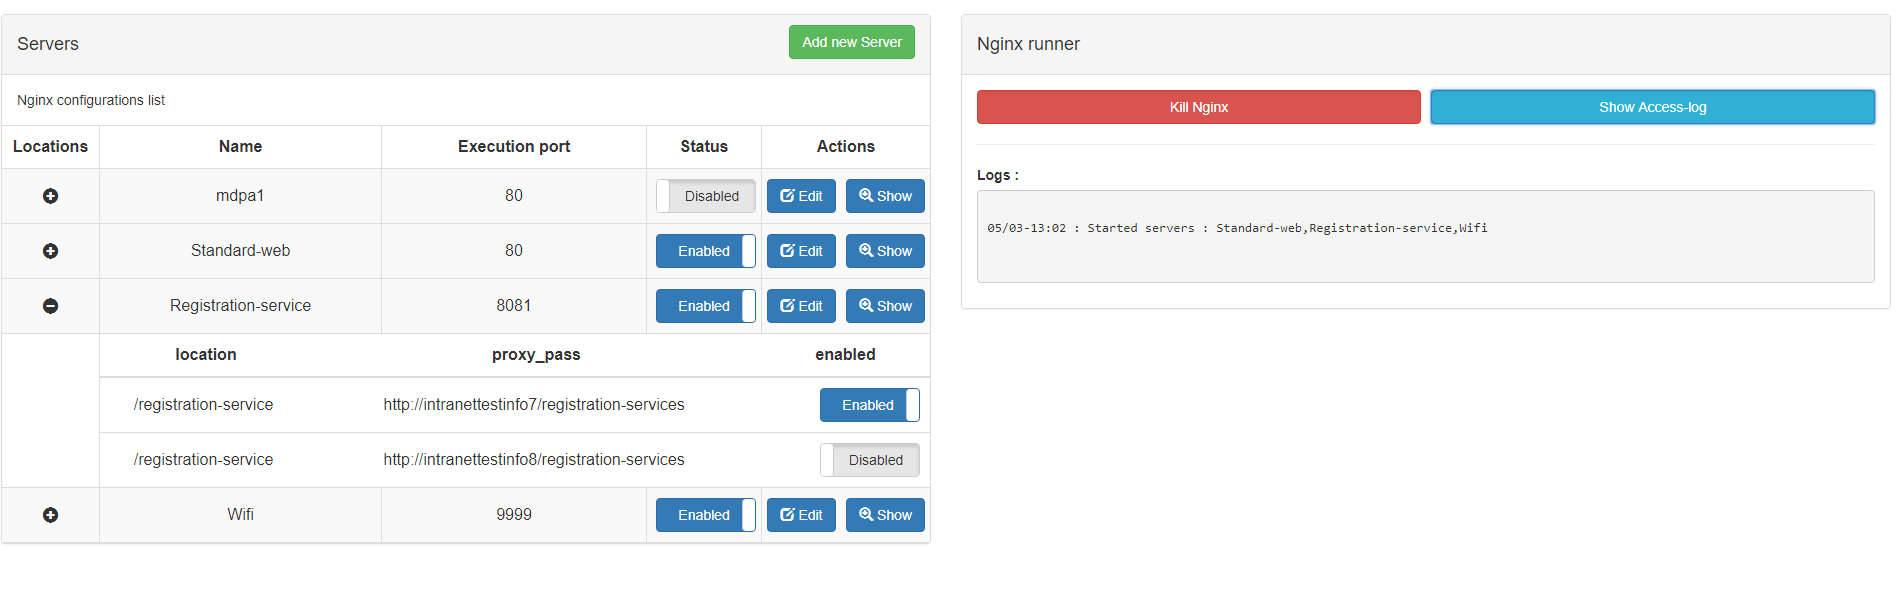 Servers
Add new Server
Nginx configurations list
Locations Name Execution port Status Actions
mdpa1 80 Disabled Edit Show
Standard-web 80 Enabled Edit Show
Registration-service 8081 Enabled Edit Show
location proxy_pass enabled
/registration-service http://intranettestinfo7/registration-services Enabled
/registration-service http://intranettestinfo8/registration-services Disabled
Wifi 9999 Enabled Edit Show
Nginx runner
Kill Nginx Show Access-log
Logs :
05/03-13:02 : Started servers : Standard-web,Registration-service,Wifi